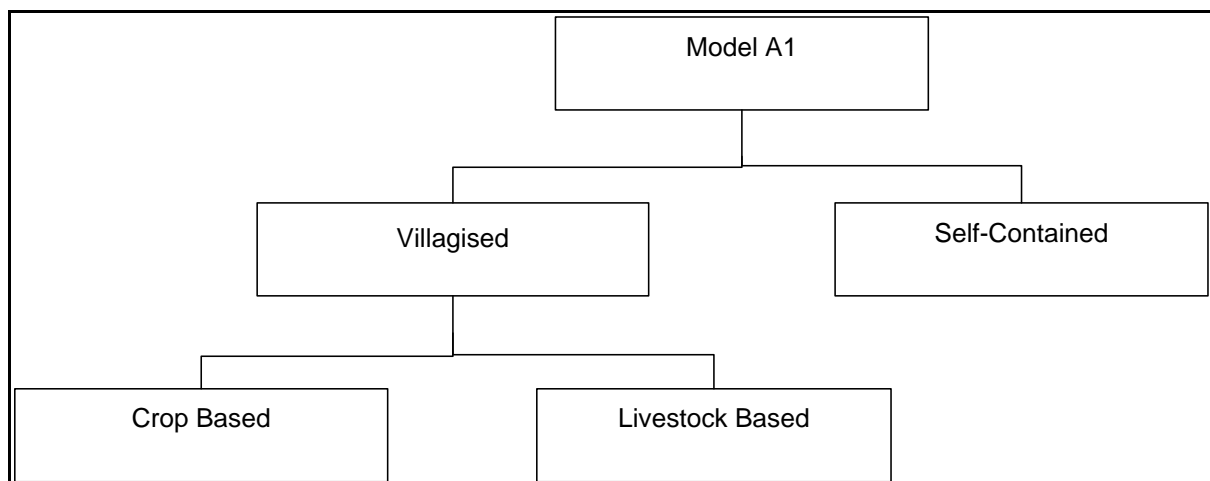 Model A1
Villagised
Self-Contained
Crop Based
Livestock Based